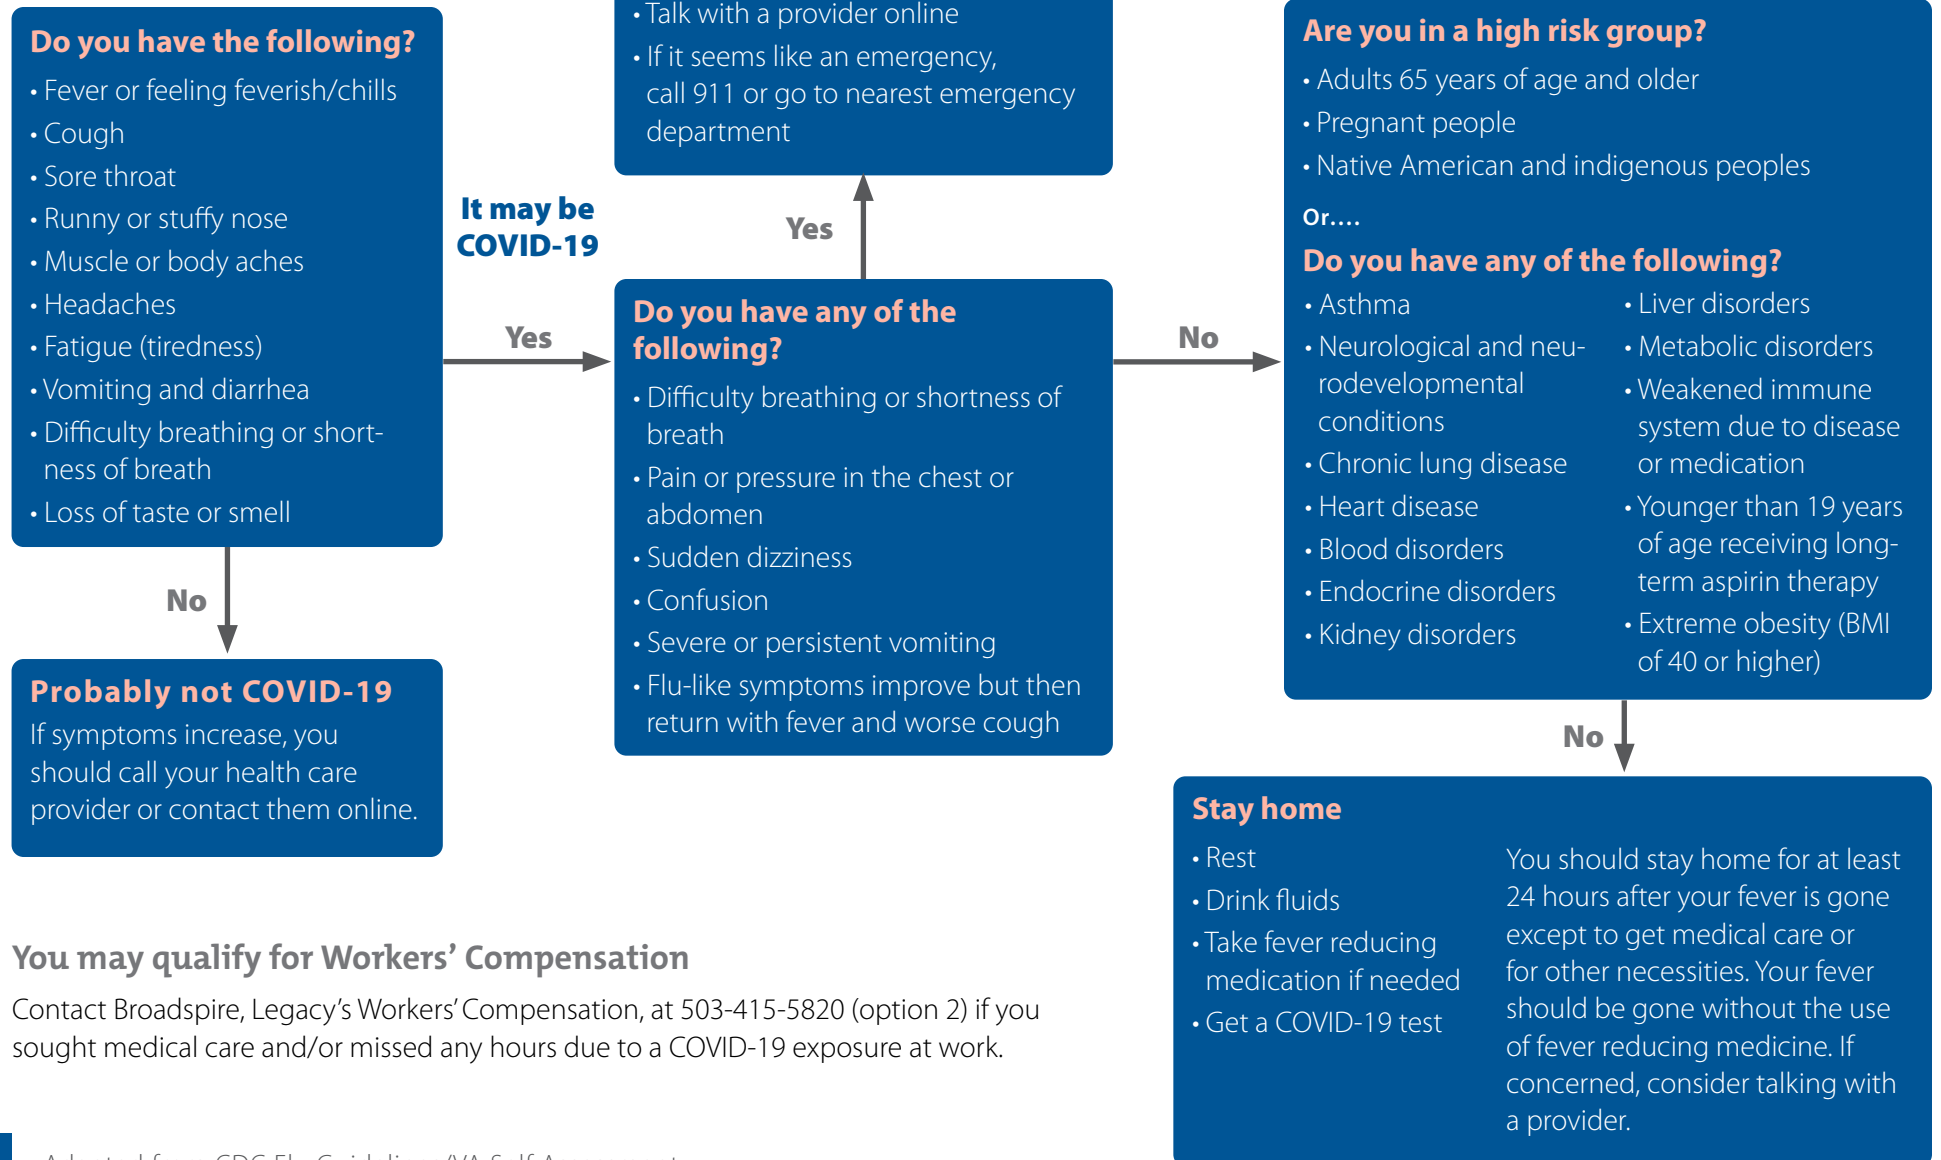 Do you have the following?
• Fever or feeling feverish/chills
• Cough
• Sore throat
• Runny or stuffy nose
• Muscle or body aches
• Headaches
• Fatigue (tiredness)
• Vomiting and diarrhea
• Difficulty breathing or short-
ness of breath
• Loss of taste or smell
No
Probably not COVID-19
If symptoms increase, you
should call your health care
provider or contact them online.
It may be
COVID-19
Yes
• Talk with a provider online
• If it seems like an emergency,
call 911 or go to nearest emergency
department
Yes
Do you have any of the
following?
• Difficulty breathing or shortness of
breath
• Pain or pressure in the chest or
abdomen
• Sudden dizziness
• Confusion
• Severe or persistent vomiting
• Flu-like symptoms improve but then
return with fever and worse cough
No
Are you in a high risk group?
• Adults 65 years of age and older
• Pregnant people
• Native American and indigenous peoples
Or....
Do you have any of the following?
• Asthma
• Neurological and neu-
rodevelopmental
conditions
• Chronic lung disease
• Heart disease
• Blood disorders
• Endocrine disorders
• Kidney disorders
• Liver disorders
• Metabolic disorders
• Weakened immune
system due to disease
or medication
• Younger than 19 years
of age receiving long-
term aspirin therapy
• Extreme obesity (BMI
of 40 or higher)
No
Stay home
• Rest
• Drink fluids
• Take fever reducing
medication if needed
• Get a COVID-19 test
You should stay home for at least
24 hours after your fever is gone
except to get medical care or
for other necessities. Your fever
should be gone without the use
of fever reducing medicine. If
concerned, consider talking with
a provider.
You may qualify for Workers’ Compensation
Contact Broadspire, Legacy’s Workers’ Compensation, at 503-415-5820 (option 2) if you
sought medical care and/or missed any hours due to a COVID-19 exposure at work.